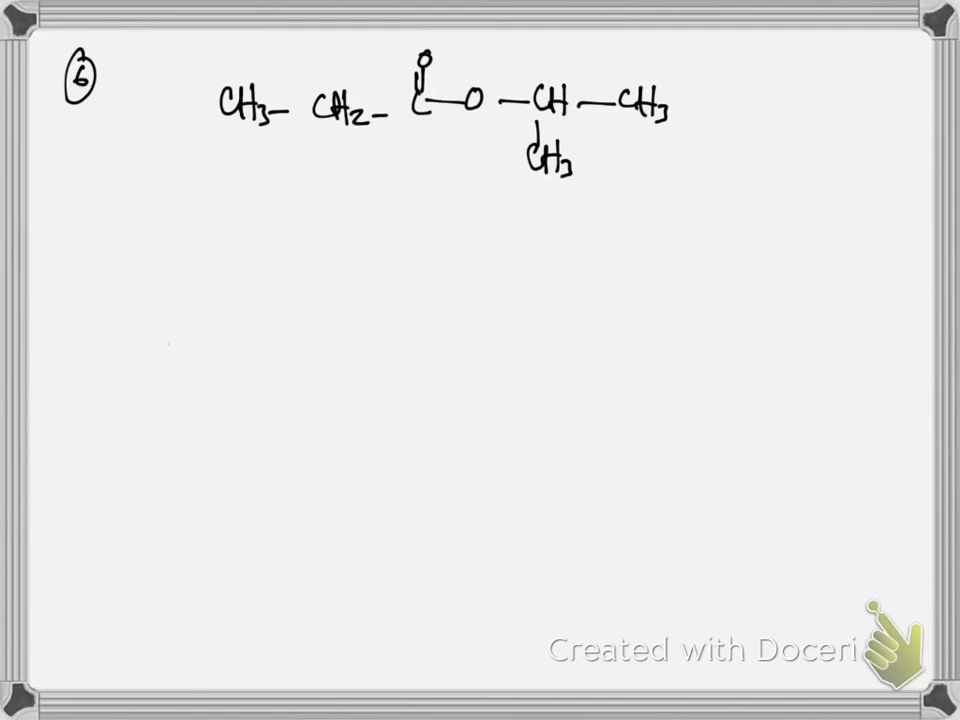 6
O
CH3- CH2- C-O-CH-CH3
CH3
Created with Doceri